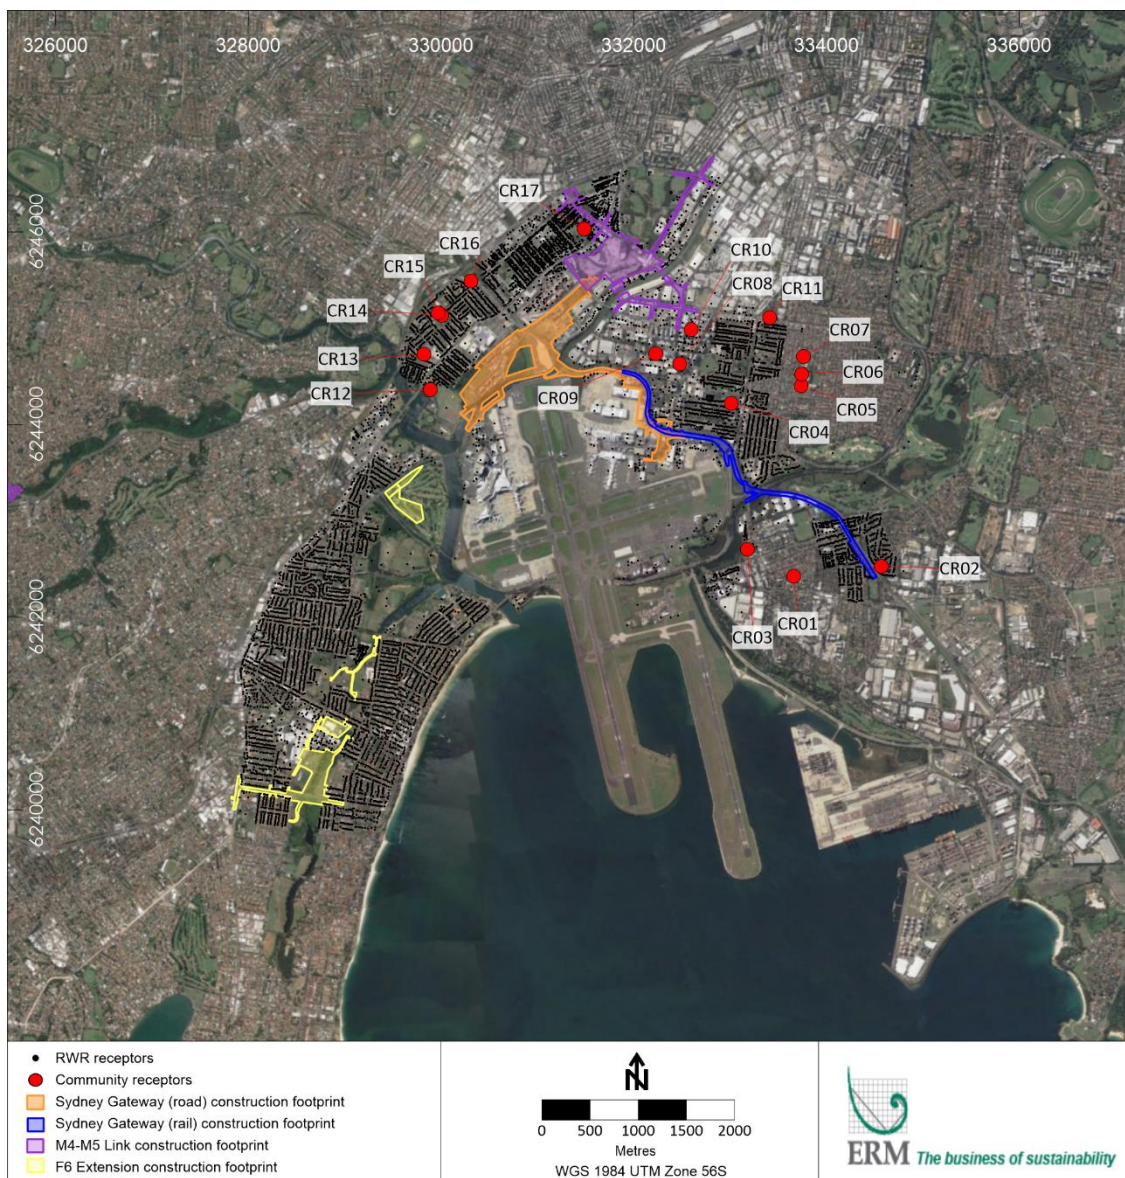 326000
328000
330000
332000
334000
336000
6246000
6244000
6242000
6240000
CR17
CR16
CR15
CR14
CR13
CR12
CR10
CR08
CR11
CR07
CR06
CR05
CR09
CR04
CR02
CR01
CR03
RWR receptors
Community receptors
Sydney Gateway (road) construction footprint
Sydney Gateway (rail) construction footprint
M4-M5 Link construction footprint
F6 Extension construction footprint
N
0 500 1000 1500 2000
Metres
WGS 1984 UTM Zone 56S
ERM The business of sustainability